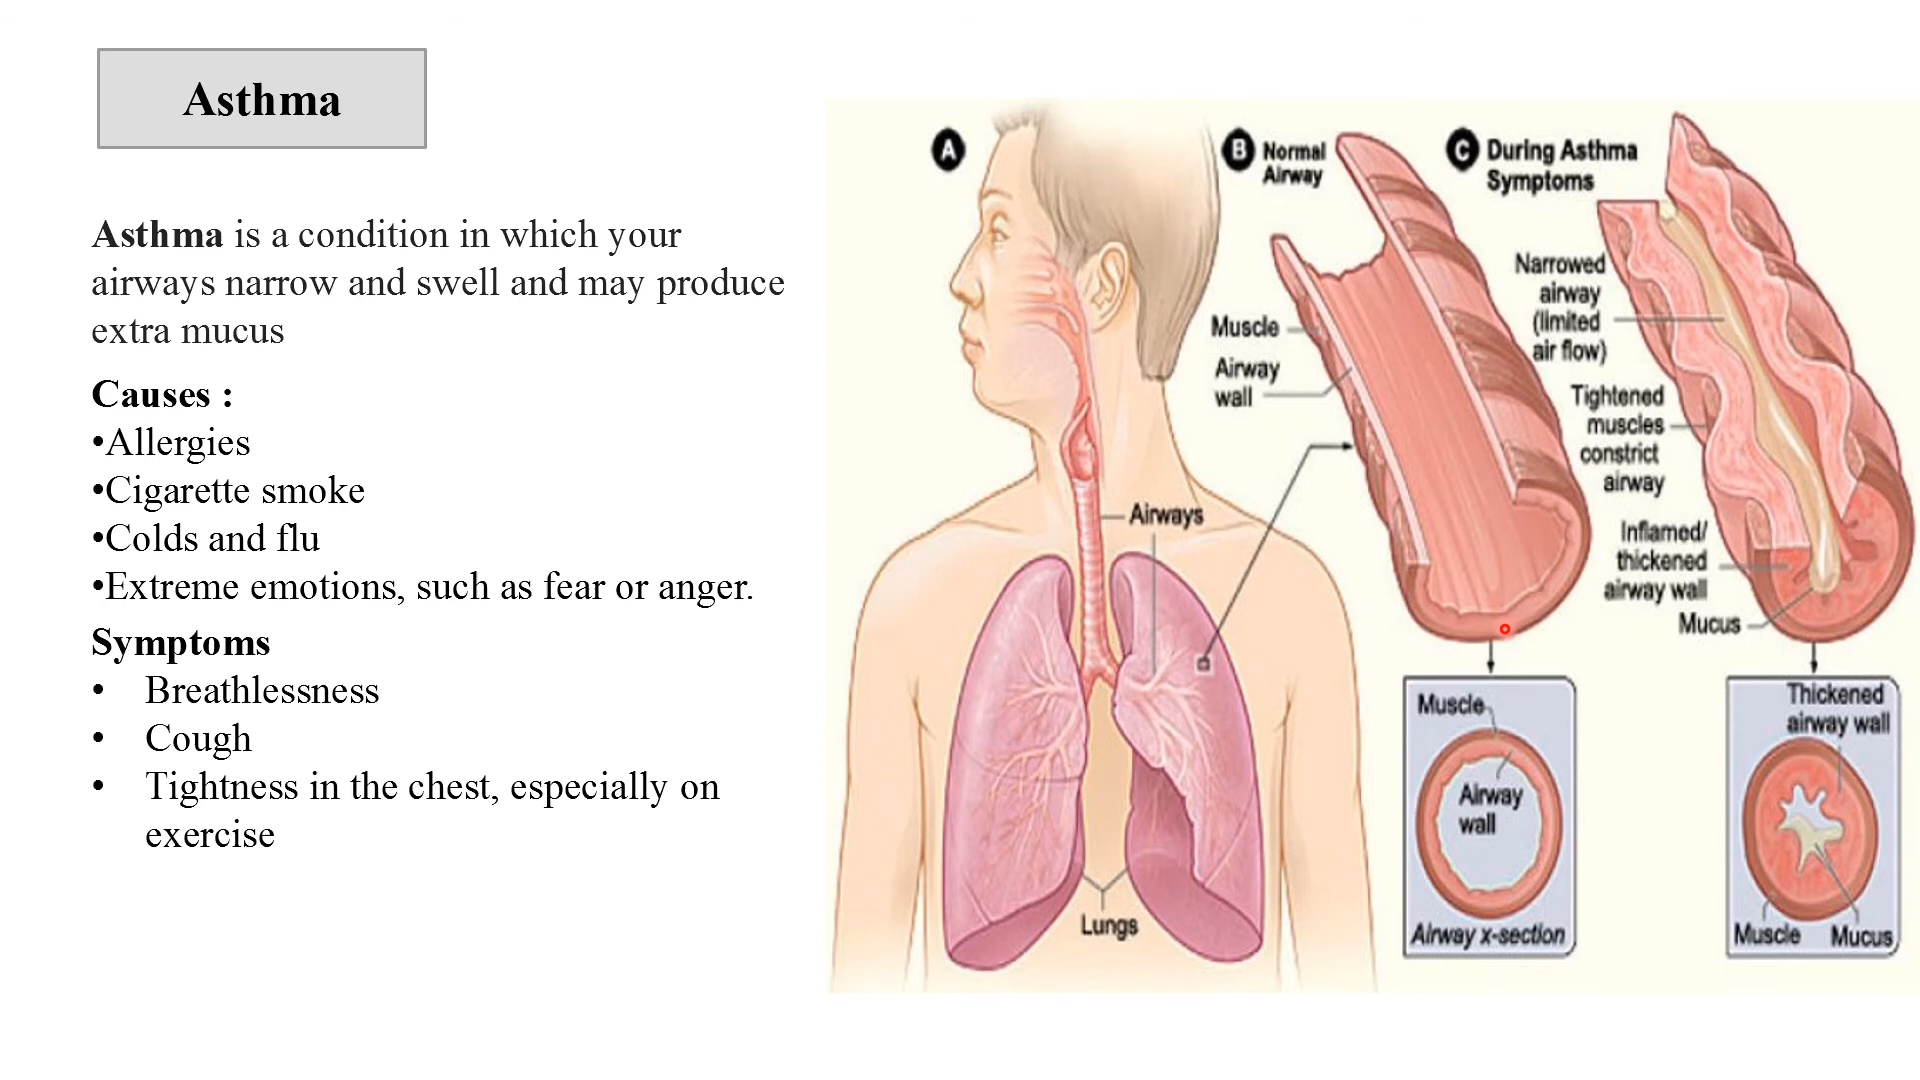 Asthma
Asthma is a condition in which your
airways narrow and swell and may produce
extra mucus
Causes :
•Allergies
•Cigarette smoke
•Colds and flu
•Extreme emotions, such as fear or anger.
Symptoms
• Breathlessness
• Cough
• Tightness in the chest, especially on
exercise
A
Airways
Lungs
B Normal
Airway
Muscle
Airway
wall
C During Asthma
Symptoms
Narrowed
airway
(limited
air flow)
Tightened
muscles
constrict
airway
Inflamed/
thickened
airway wall
Mucus
Muscle
Airway
wall
Airway x-section
Thickened
airway wall
Muscle
Mucus